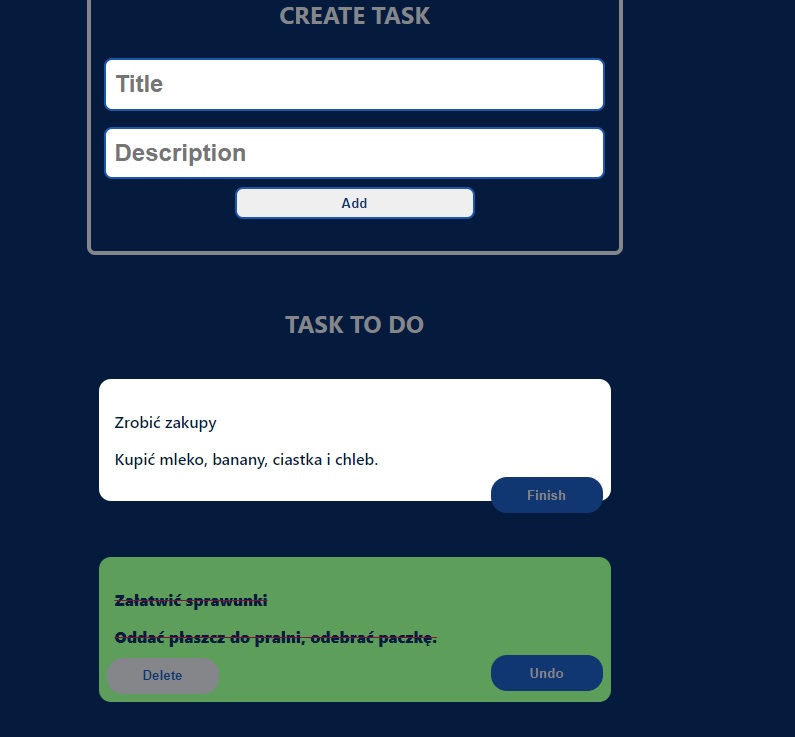 CREATE TASK
Title
Description
Add
TASK TO DO
Zrobić zakupy
Kupić mleko, banany, ciastka i chleb.
Finish
Załatwić sprawunki
Oddać płaszcz do pralni, odebrać paczkę.
Delete
Undo